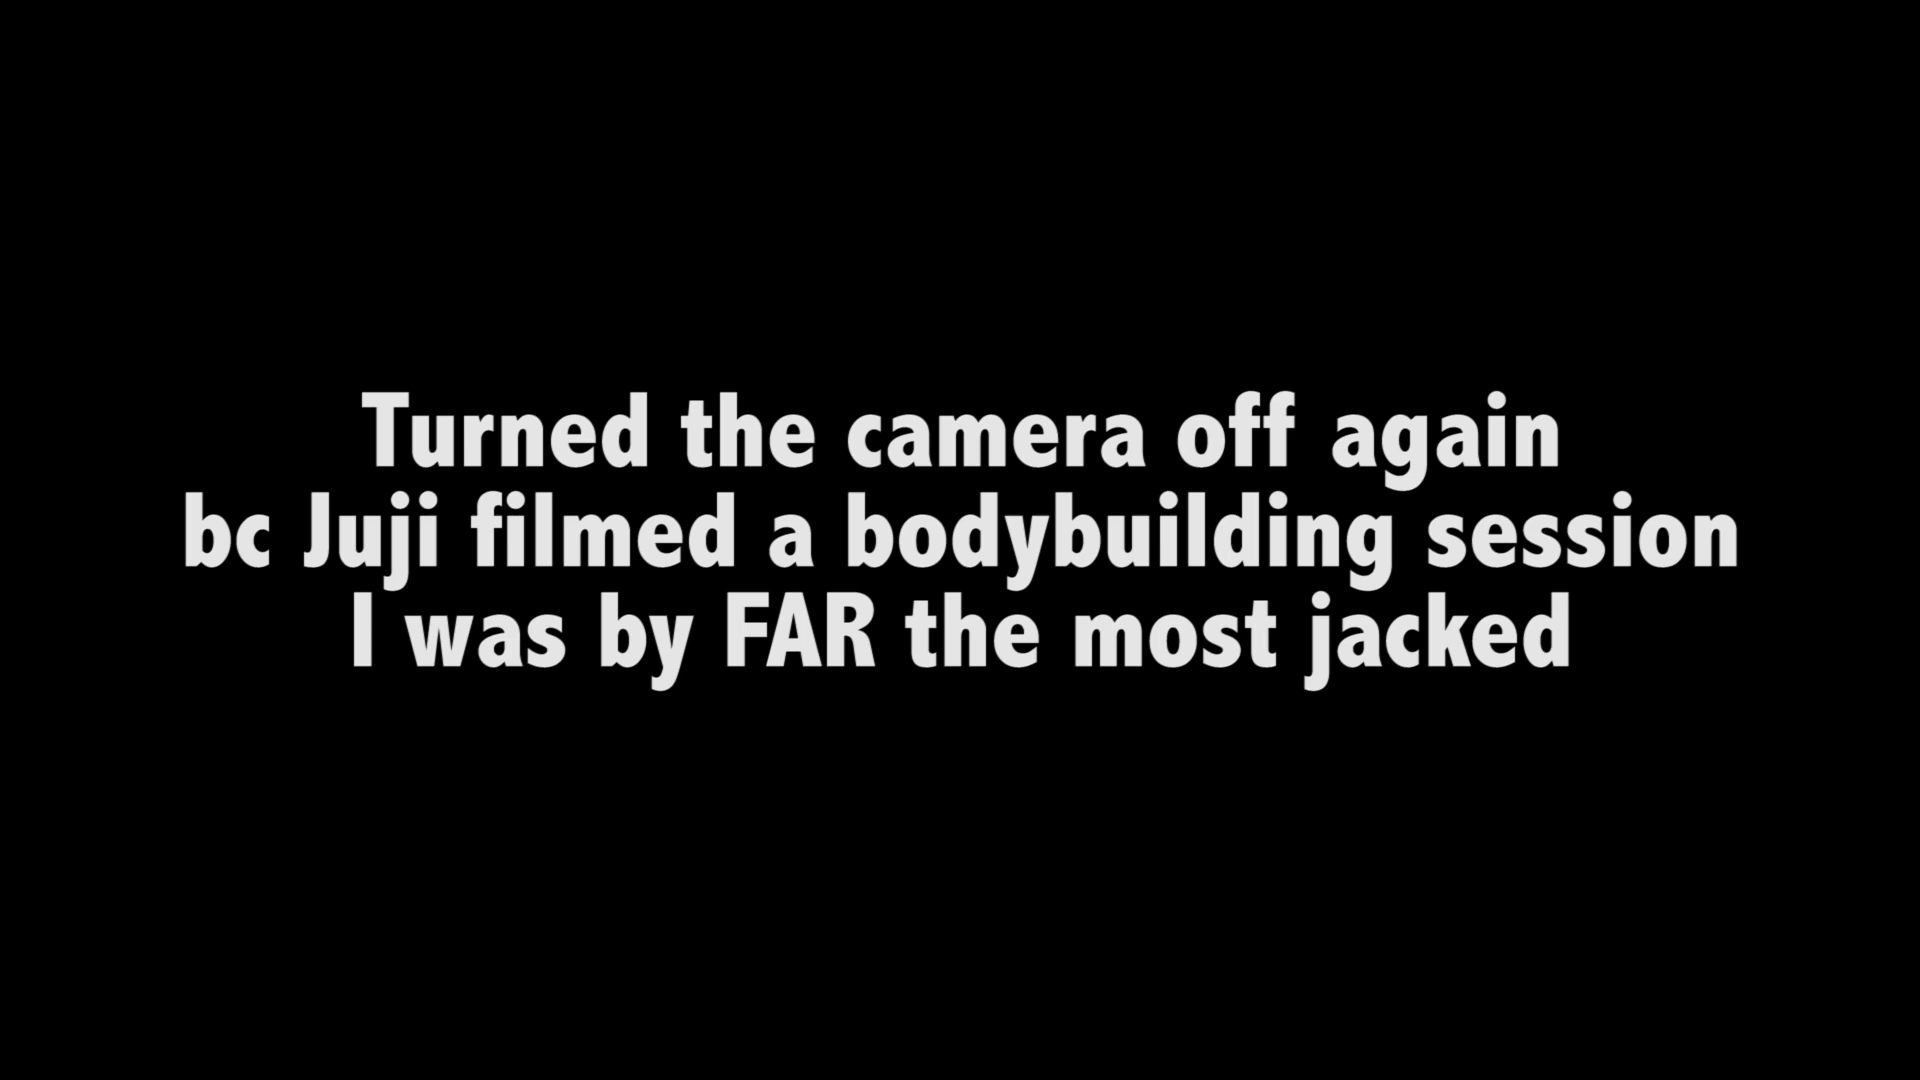 Turned the camera off again
bc Juji filmed a bodybuilding session
I was by FAR the most jacked